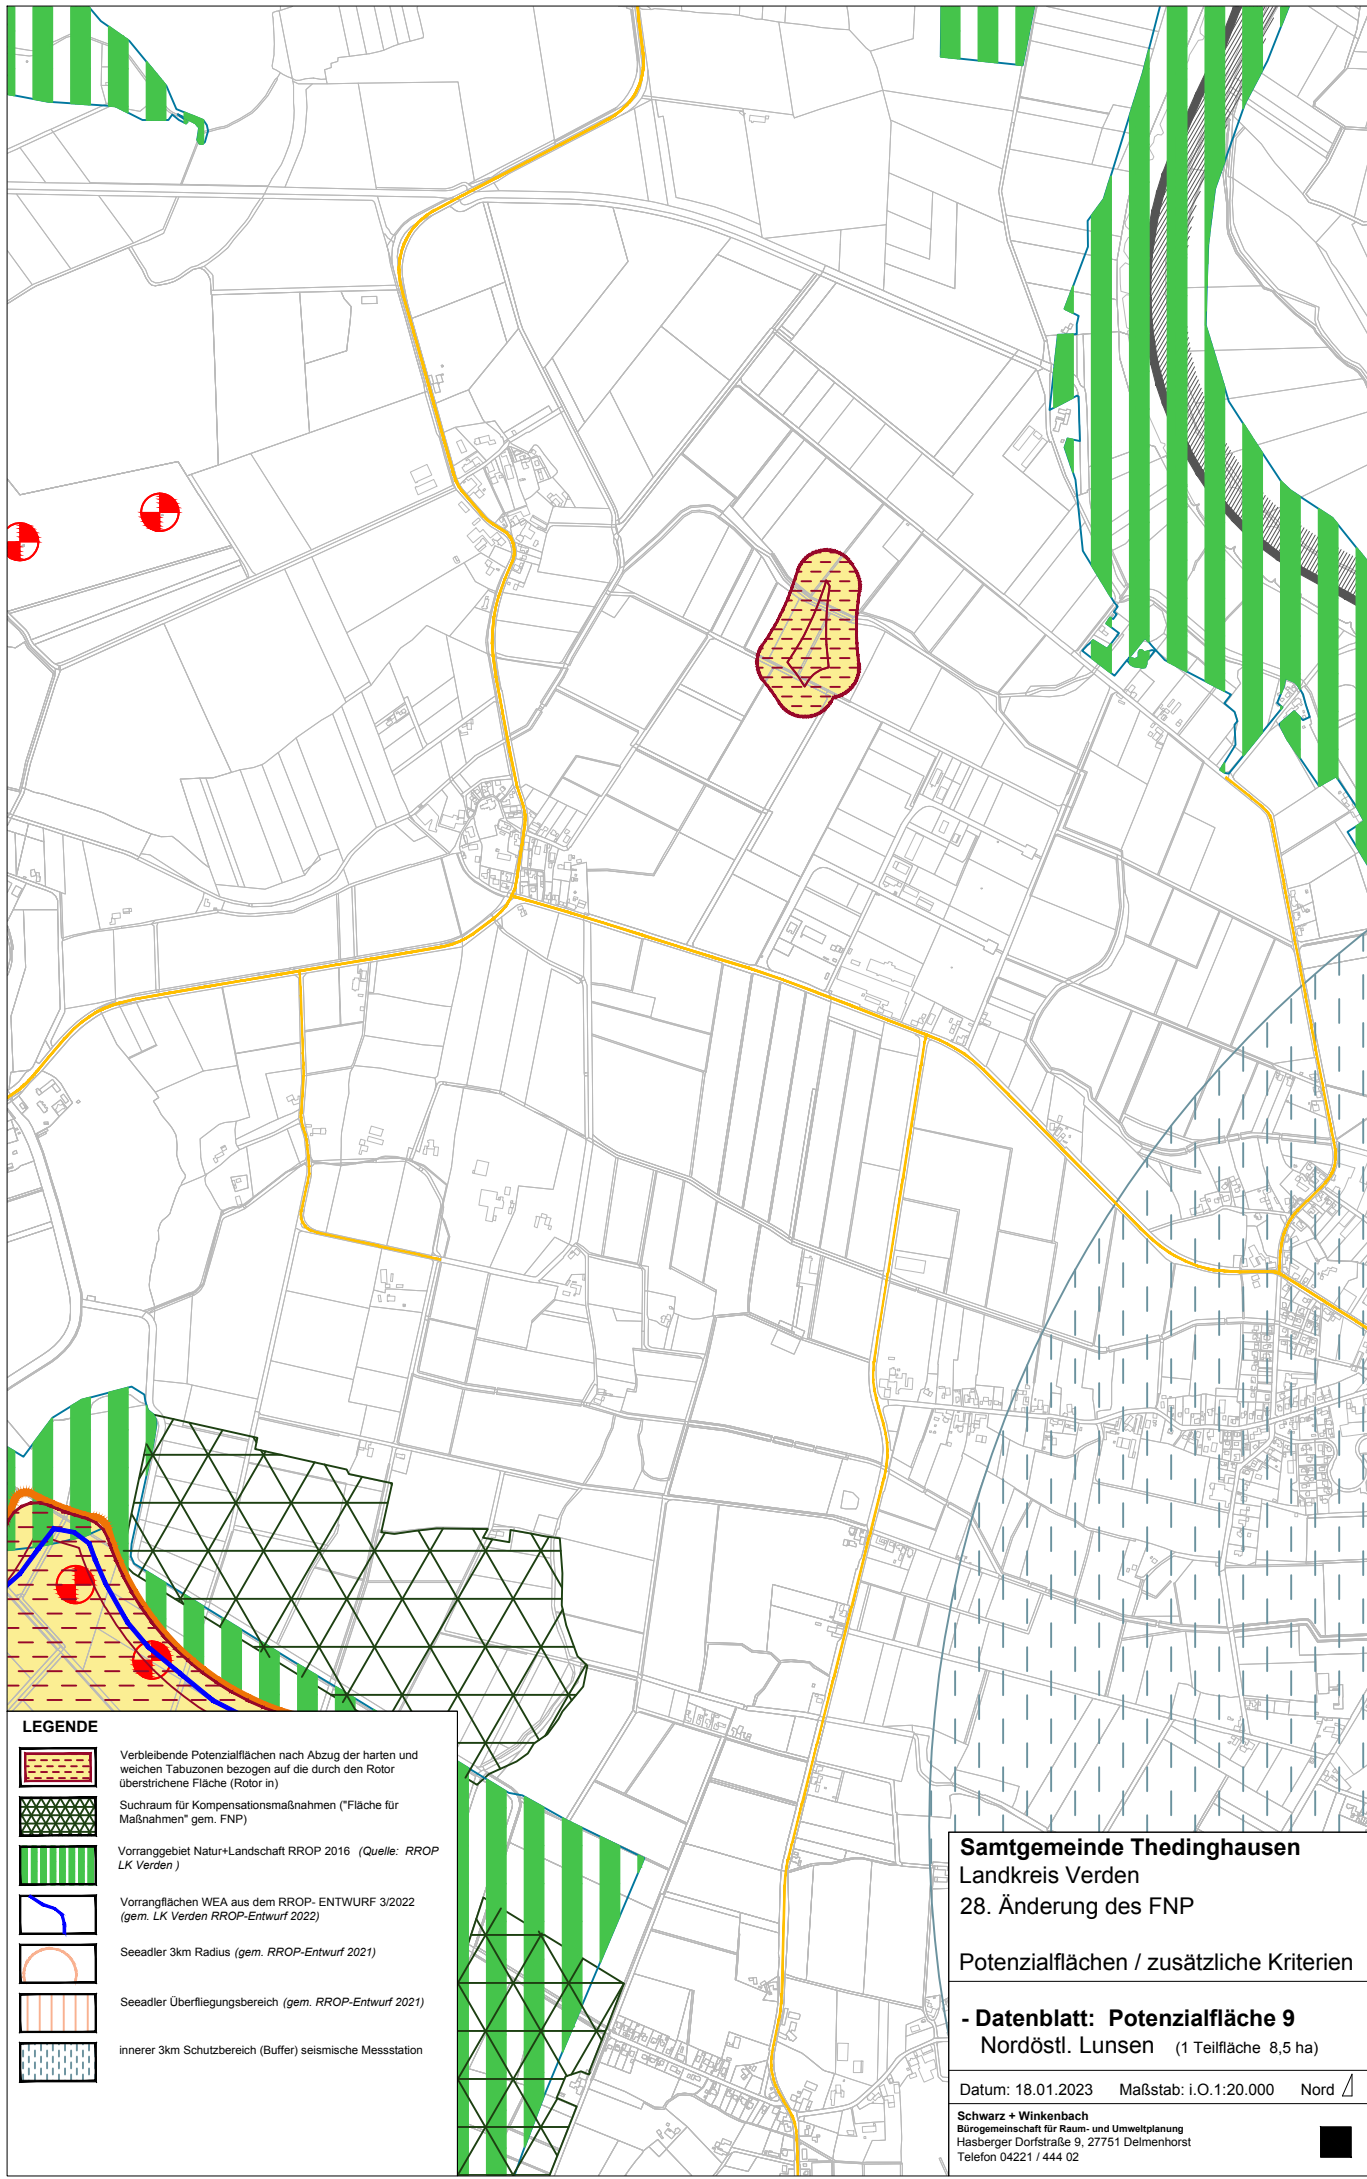 LEGENDE
Verbleibende Potenzialflächen nach Abzug der harten und
weichen Tabuzonen bezogen auf die durch den Rotor
überstrichene Fläche (Rotor in)
Suchraum für Kompensationsmaßnahmen ("Fläche für
Maßnahmen" gem. FNP)
Vorranggebiet Natur+Landschaft RROP 2016 (Quelle: RROP
LK Verden )
Vorrangflächen WEA aus dem RROP- ENTWURF 3/2022
(gem. LK Verden RROP-Entwurf 2022)
Seeadler 3km Radius (gem. RROP-Entwurf 2021)
Seeadler Überfliegungsbereich (gem. RROP-Entwurf 2021)
innerer 3km Schutzbereich (Buffer) seismische Messstation
Samtgemeinde Thedinghausen
Landkreis Verden
28. Änderung des FNP
Potenzialflächen / zusätzliche Kriterien
- Datenblatt: Potenzialfläche 9
Nordöstl. Lunsen (1 Teilfläche 8,5 ha)
Datum: 18.01.2023 Maßstab: i.O.1:20.000 Nord
Schwarz + Winkenbach
Bürogemeinschaft für Raum- und Umweltplanung
Hasberger Dorfstraße 9, 27751 Delmenhorst
Telefon 04221 / 444 02